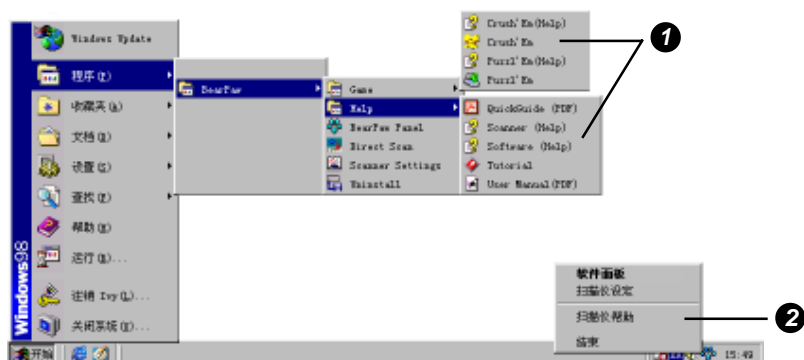 Windows Update
程序(P)
收藏夹(A)
文档(D)
设置(S)
查找(F)
帮助(H)
运行(R)...
注销 Ivy(L)...
关闭系统(U)...
Windows98
开始
BearPaw
Game
Help
BearPaw Panel
Direct Scan
Scanner Settings
Uninstall
Crush'Em(Help)
Crush'Em
Puzzl'Em(Help)
Puzzl'Em
QuickGuide (PDF)
Scanner (Help)
Software (Help)
Tutorial
User Manual(PDF)
1
软件面板
扫描仪设定
扫描仪帮助
结束
2
15:49